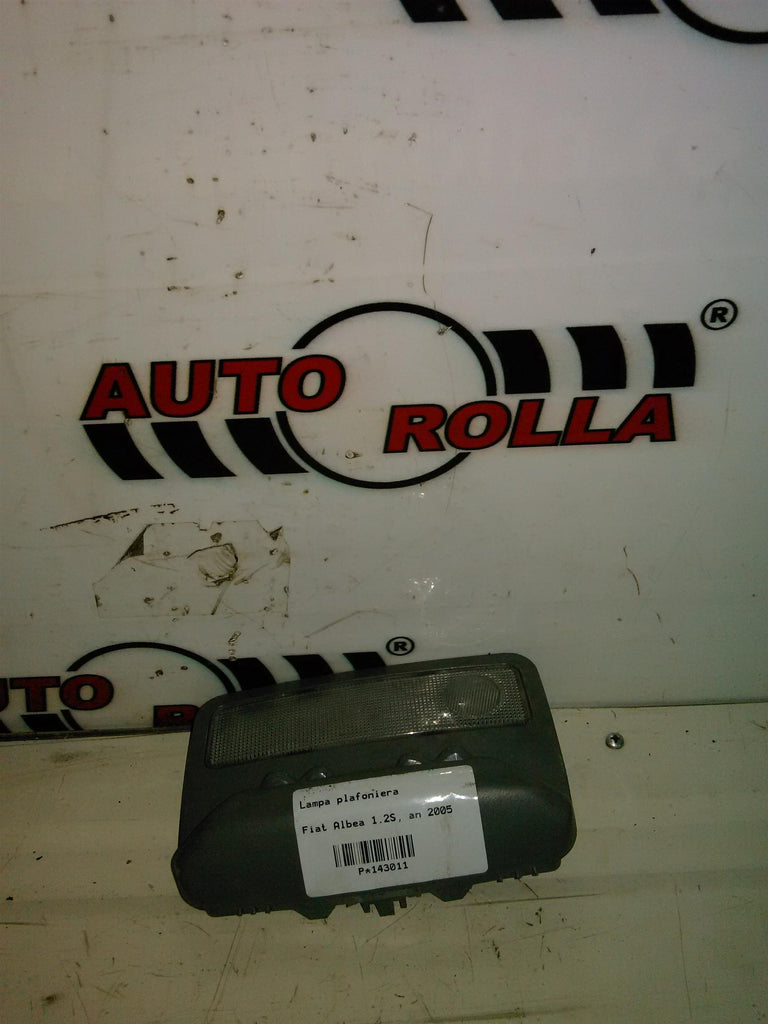 AUTO
ROLLA
®
®
UTO
Lampa plafoniera
Fiat Albea 1.2S, an 2005
P*143011